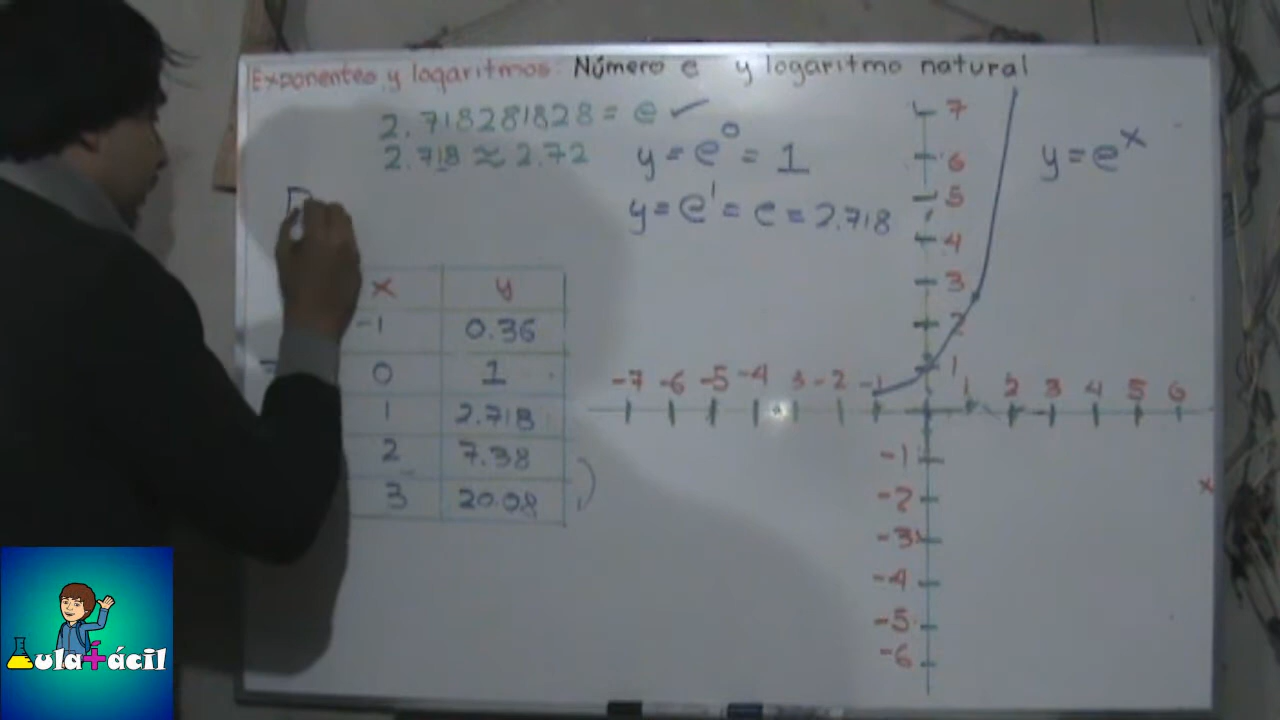 Exponentes y logaritmos. Número e y logaritmo natural
2.718281828 = e ✓
2.718 ≈ 2.72
y = e⁰ = 1
y = e¹ = e = 2.718
y = eˣ
x y
-1 0.36
0 1
1 2.718
2 7.38
3 20.08
7
6
5
4
3
2
1
-7 -6 -5 -4 3 -2 -1 1 2 3 4 5 6
x
-1
-2
-3
-4
-5
-6
Aula+ácil